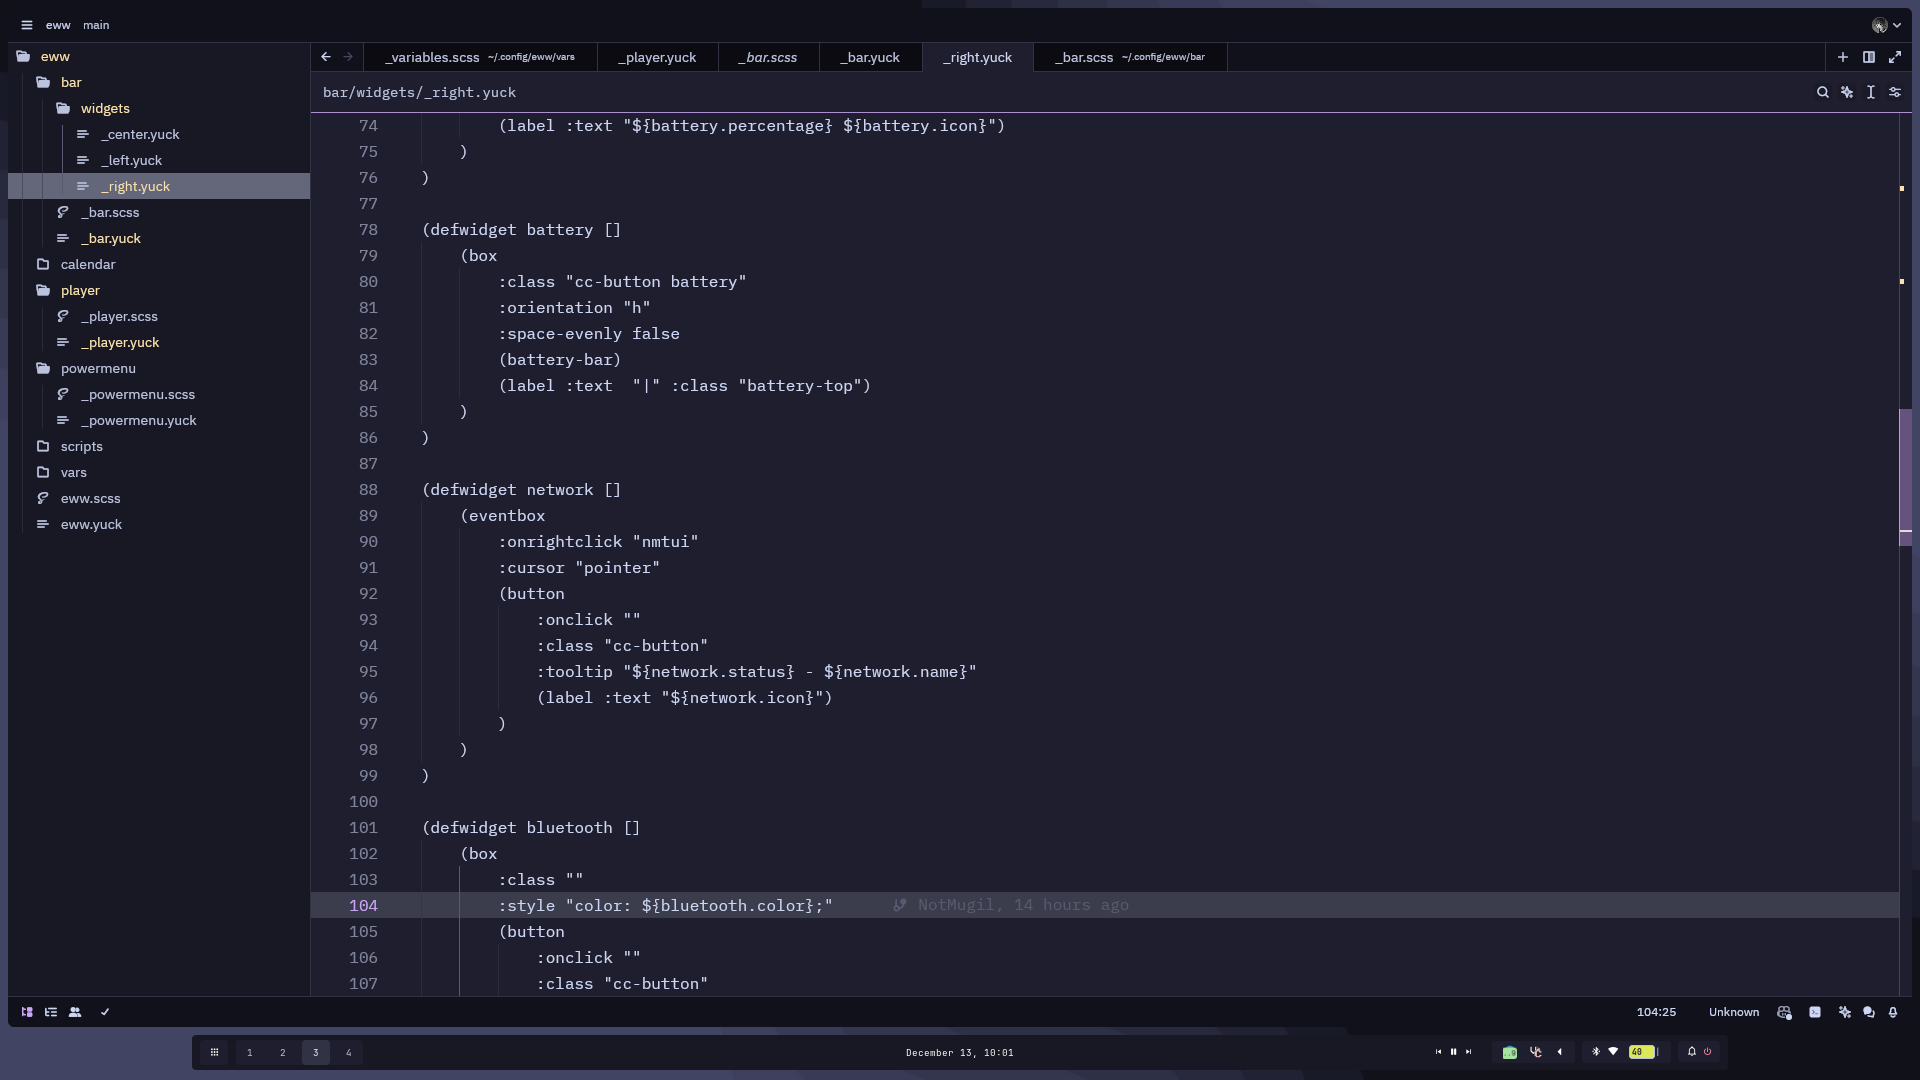 eww main
eww
bar
widgets
_center.yuck
_left.yuck
_right.yuck
_bar.scss
_bar.yuck
calendar
player
_player.scss
_player.yuck
powermenu
_powermenu.scss
_powermenu.yuck
scripts
vars
eww.scss
eww.yuck
_variables.scss ~/.config/eww/vars _player.yuck _bar.scss _bar.yuck _right.yuck _bar.scss ~/.config/eww/bar
bar/widgets/_right.yuck
74 (label :text "${battery.percentage} ${battery.icon}")
75 )
76 )
77
78 (defwidget battery []
79 (box
80 :class "cc-button battery"
81 :orientation "h"
82 :space-evenly false
83 (battery-bar)
84 (label :text  "|" :class "battery-top")
85 )
86 )
87
88 (defwidget network []
89 (eventbox
90 :onrightclick "nmtui"
91 :cursor "pointer"
92 (button
93 :onclick ""
94 :class "cc-button"
95 :tooltip "${network.status} - ${network.name}"
96 (label :text "${network.icon}")
97 )
98 )
99 )
100
101 (defwidget bluetooth []
102 (box
103 :class ""
104 :style "color: ${bluetooth.color};" NotMugil, 14 hours ago
105 (button
106 :onclick ""
107 :class "cc-button"
104:25 Unknown
1 2 3 4 December 13, 10:01 40